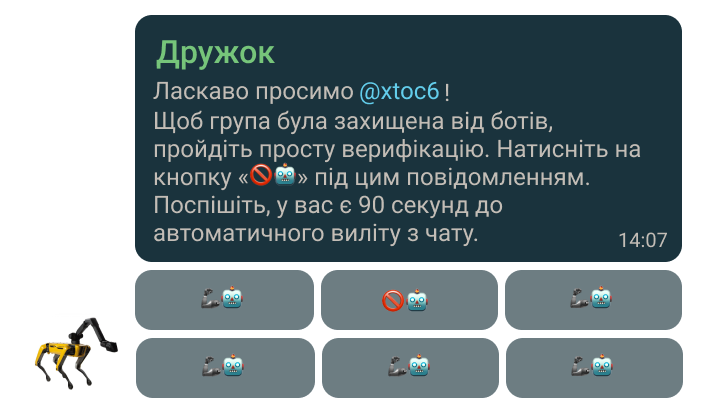 Дружок
Ласкаво просимо @xtoc6 !
Щоб група була захищена від ботів,
пройдіть просту верифікацію. Натисніть на
кнопку «🚫🤖» під цим повідомленням.
Поспішіть, у вас є 90 секунд до
автоматичного виліту з чату.
14:07
🦾🤖 🚫🤖 🦾🤖
🦾🤖 🦾🤖 🦾🤖